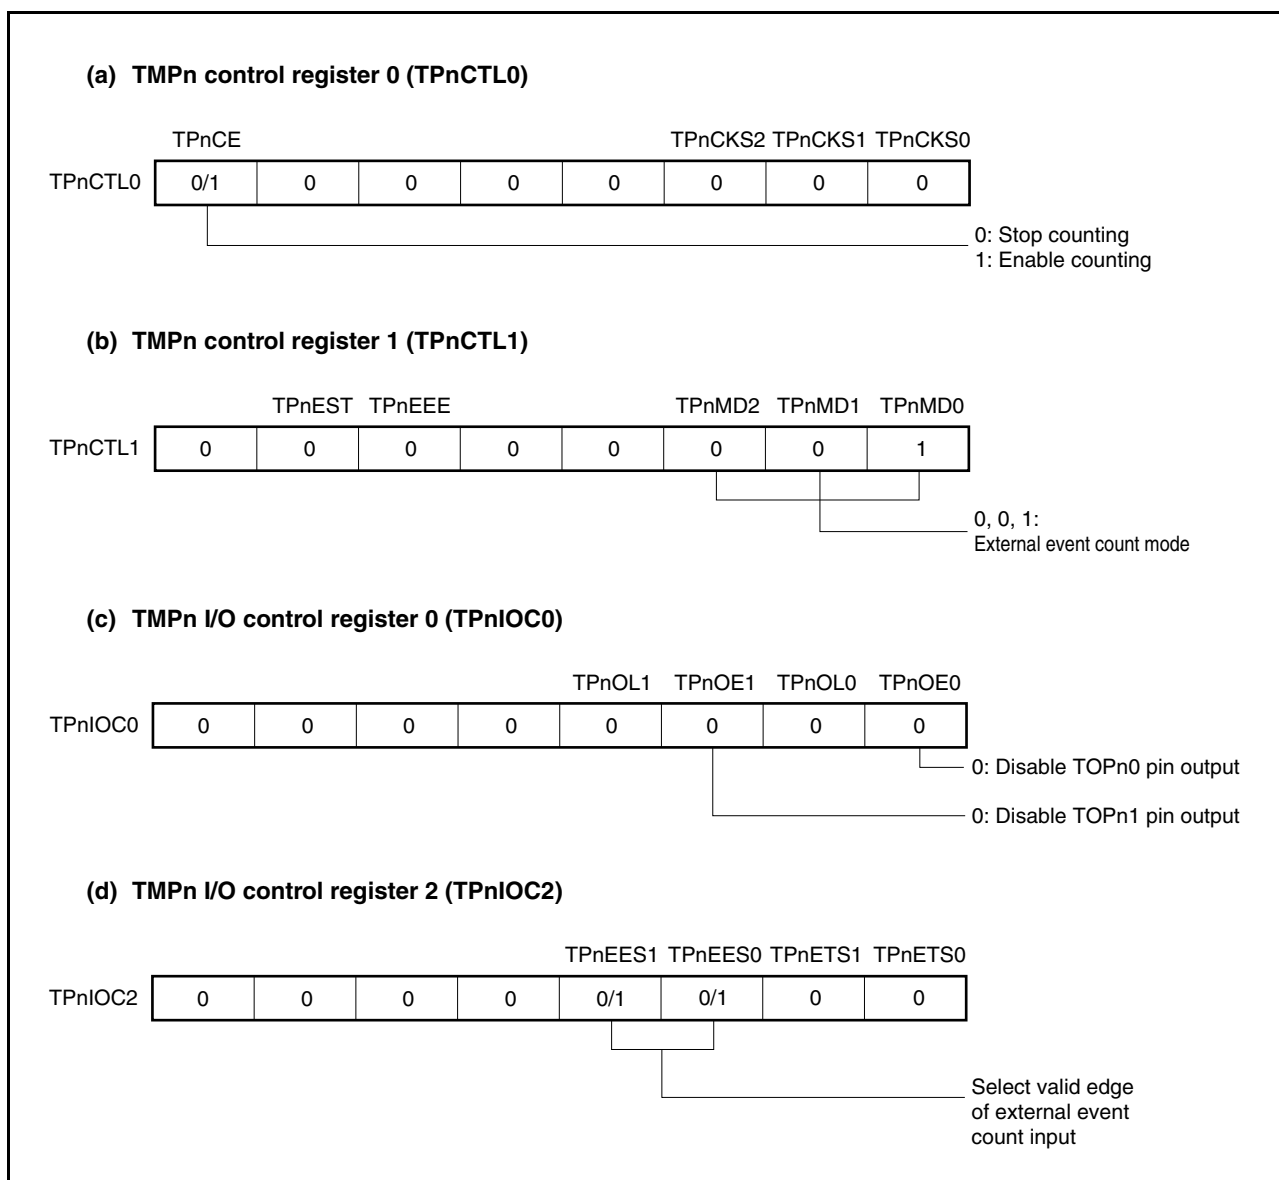 (a) TMPn control register 0 (TPnCTL0)
TPnCE TPnCKS2 TPnCKS1 TPnCKS0
TPnCTL0 0/1 0 0 0 0 0 0 0
0: Stop counting
1: Enable counting
(b) TMPn control register 1 (TPnCTL1)
TPnEST TPnEEE TPnMD2 TPnMD1 TPnMD0
TPnCTL1 0 0 0 0 0 0 0 1
0, 0, 1:
External event count mode
(c) TMPn I/O control register 0 (TPnIOC0)
TPnOL1 TPnOE1 TPnOL0 TPnOE0
TPnIOC0 0 0 0 0 0 0 0 0
0: Disable TOPn0 pin output
0: Disable TOPn1 pin output
(d) TMPn I/O control register 2 (TPnIOC2)
TPnEES1 TPnEES0 TPnETS1 TPnETS0
TPnIOC2 0 0 0 0 0/1 0/1 0 0
Select valid edge
of external event
count input